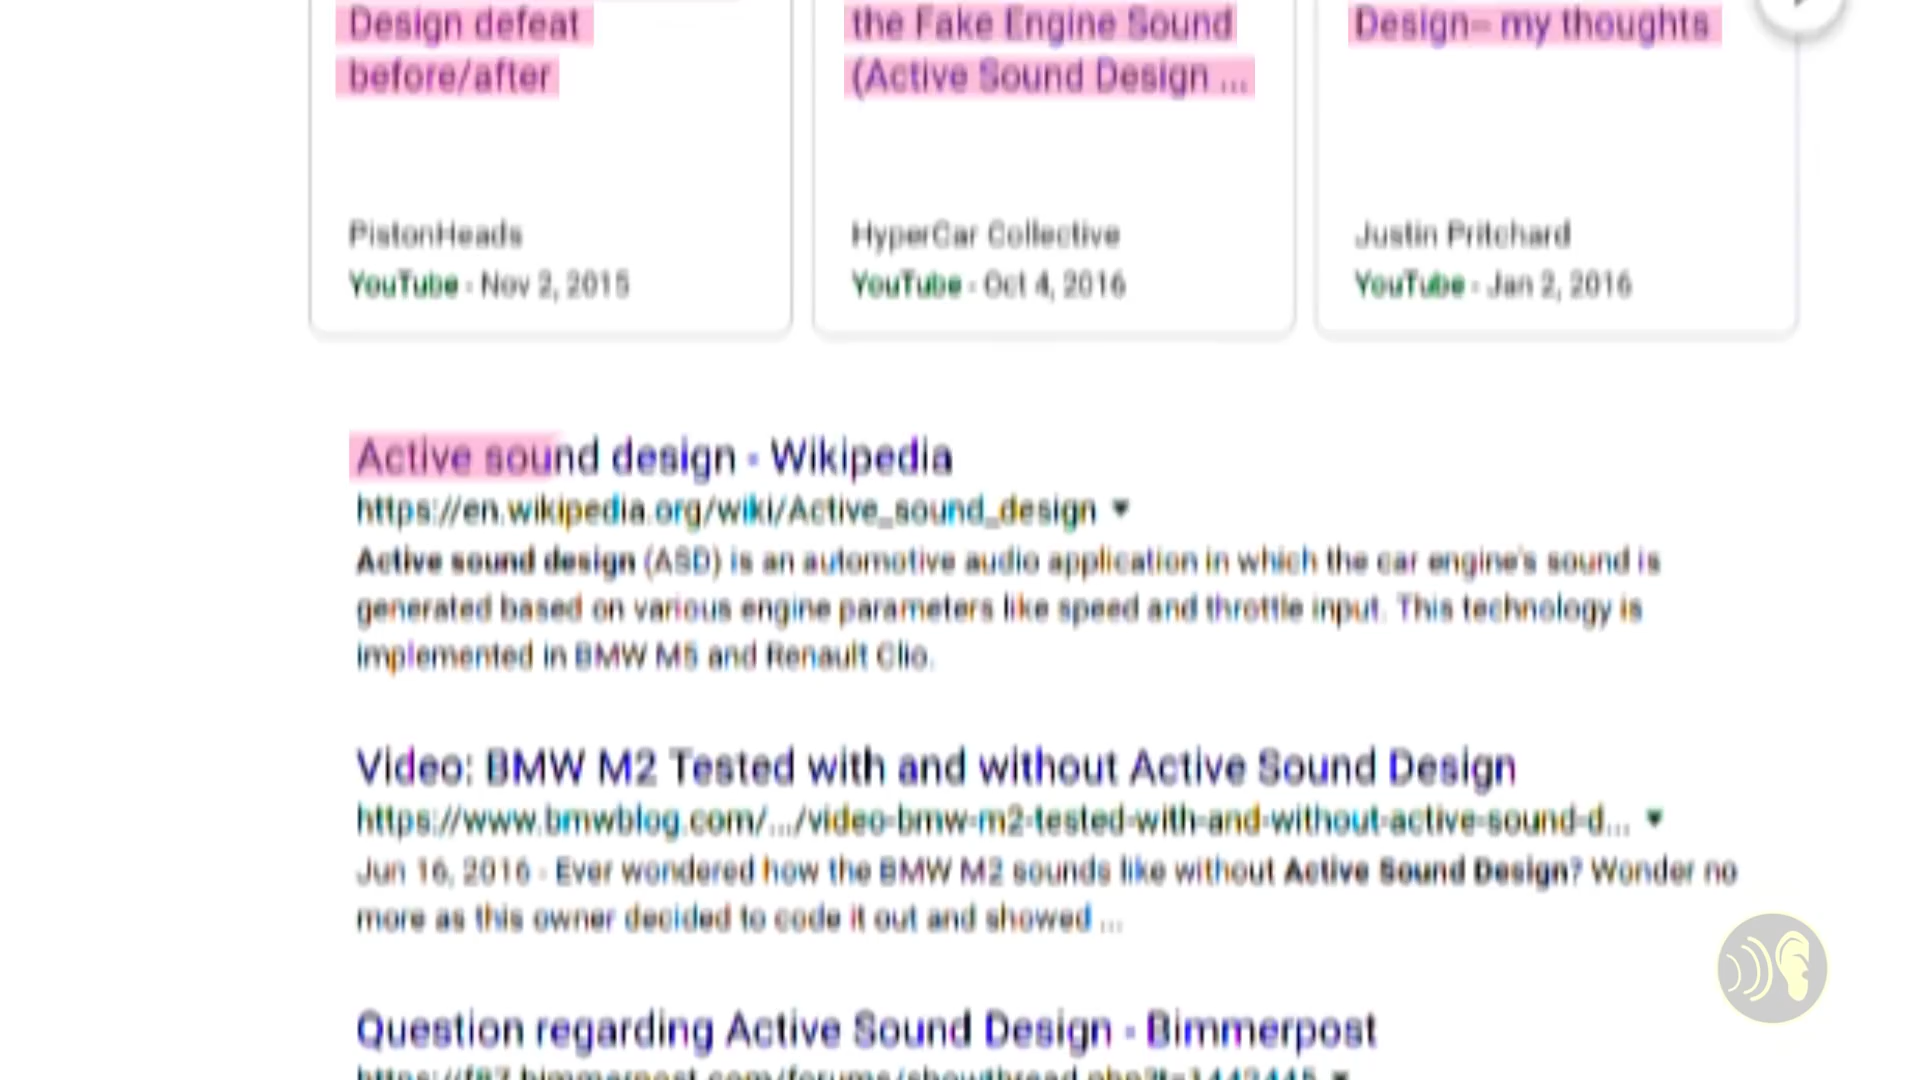 Design defeat
before/after
PistonHeads
YouTube - Nov 2, 2015
the Fake Engine Sound
(Active Sound Design ...
HyperCar Collective
YouTube - Oct 4, 2016
Design- my thoughts
Justin Pritchard
YouTube - Jan 2, 2016
Active sound design - Wikipedia
https://en.wikipedia.org/wiki/Active_sound_design
Active sound design (ASD) is an automotive audio application in which the car engine's sound is
generated based on various engine parameters like speed and throttle input. This technology is
implemented in BMW M5 and Renault Clio.
Video: BMW M2 Tested with and without Active Sound Design
https://www.bmwblog.com/.../video-bmw-m2-tested-with-and-without-active-sound-d...
Jun 16, 2016 - Ever wondered how the BMW M2 sounds like without Active Sound Design? Wonder no
more as this owner decided to code it out and showed ...
Question regarding Active Sound Design - Bimmerpost